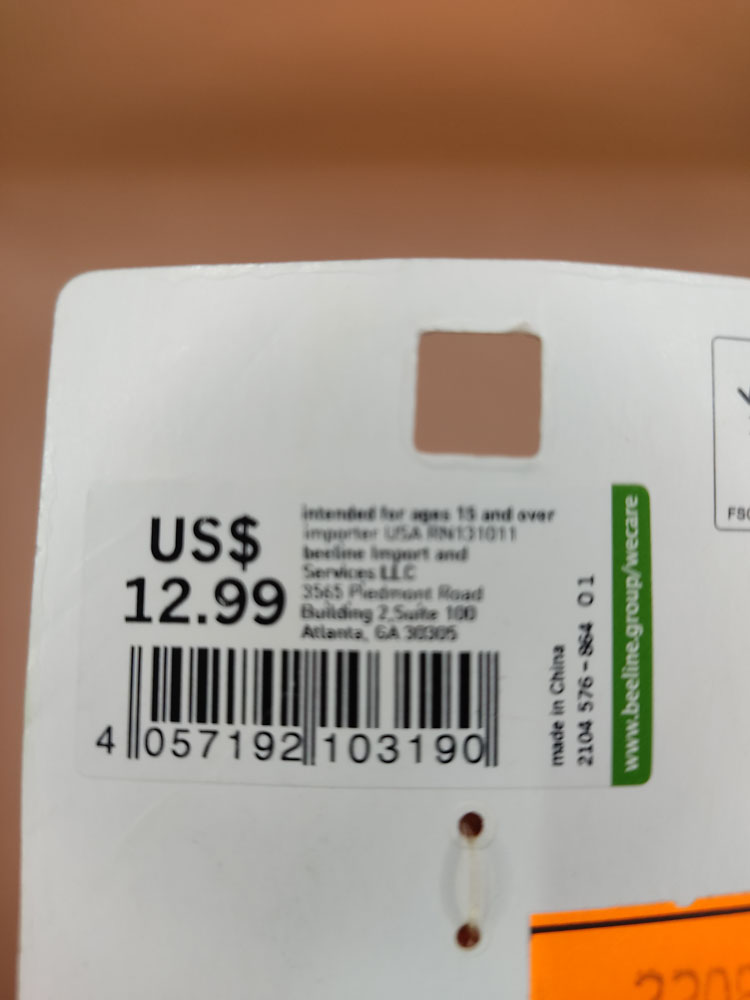 US$
12.99
intended for ages 15 and over
importer USA RN131011
beeline Import and
Services LLC
3565 Piedmont Road
Building 2,Suite 100
Atlanta, GA 30305
4 057192 103190
made in China
2104 576-864 01
www.beeline.group/wecare
FSC